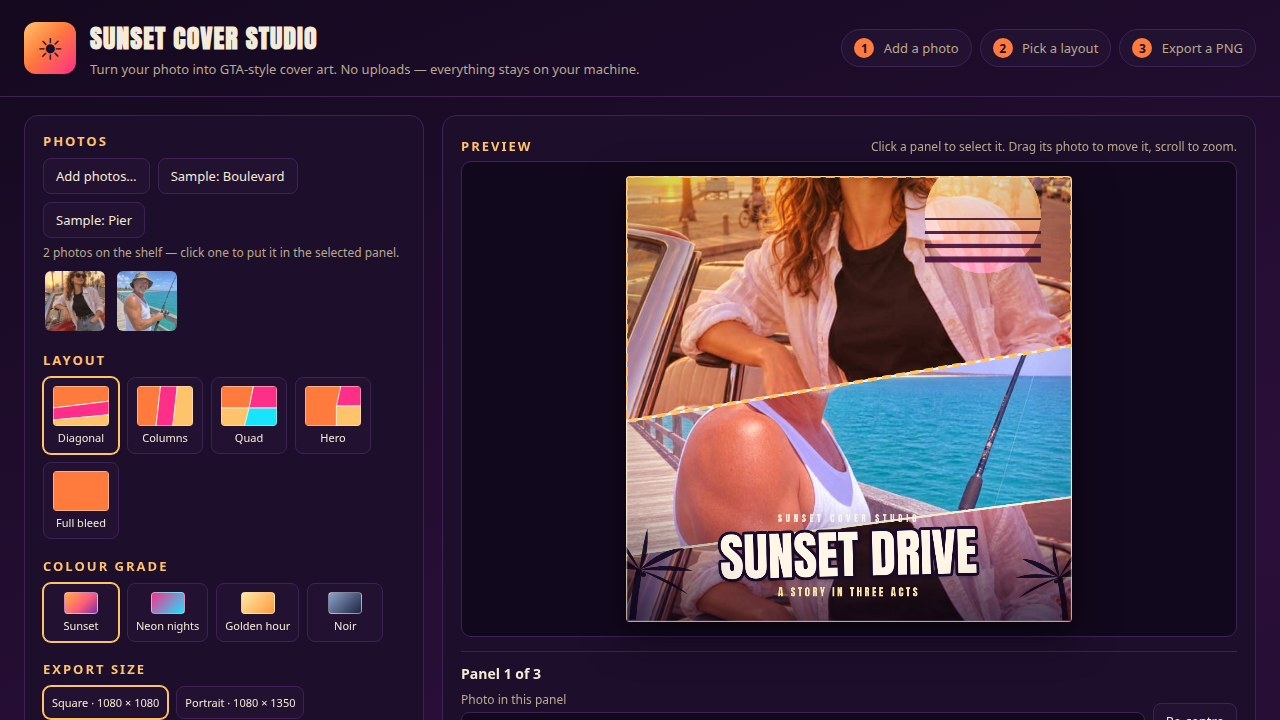 SUNSET COVER STUDIO
Turn your photo into GTA-style cover art. No uploads — everything stays on your machine.
1 Add a photo
2 Pick a layout
3 Export a PNG
PHOTOS
Add photos...
Sample: Boulevard
Sample: Pier
2 photos on the shelf — click one to put it in the selected panel.
LAYOUT
Diagonal
Columns
Quad
Hero
Full bleed
COLOUR GRADE
Sunset
Neon nights
Golden hour
Noir
EXPORT SIZE
Square · 1080 × 1080
Portrait · 1080 × 1350
PREVIEW
Click a panel to select it. Drag its photo to move it, scroll to zoom.
SUNSET COVER STUDIO
SUNSET DRIVE
A STORY IN THREE ACTS
Panel 1 of 3
Photo in this panel
Re-centre